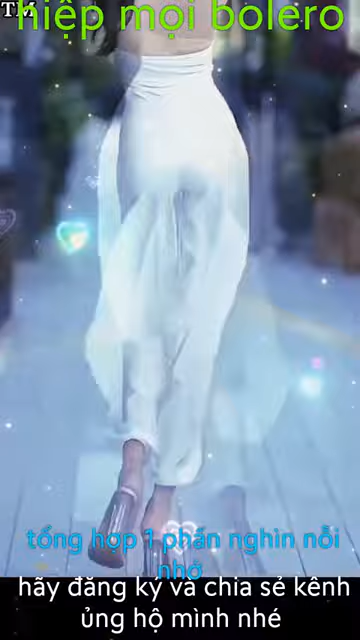 TM
hiệp mọi bolero
tổng hợp 1 phần nghìn nỗi
nhớ
hãy đăng ký và chia sẻ kênh
ủng hộ mình nhé